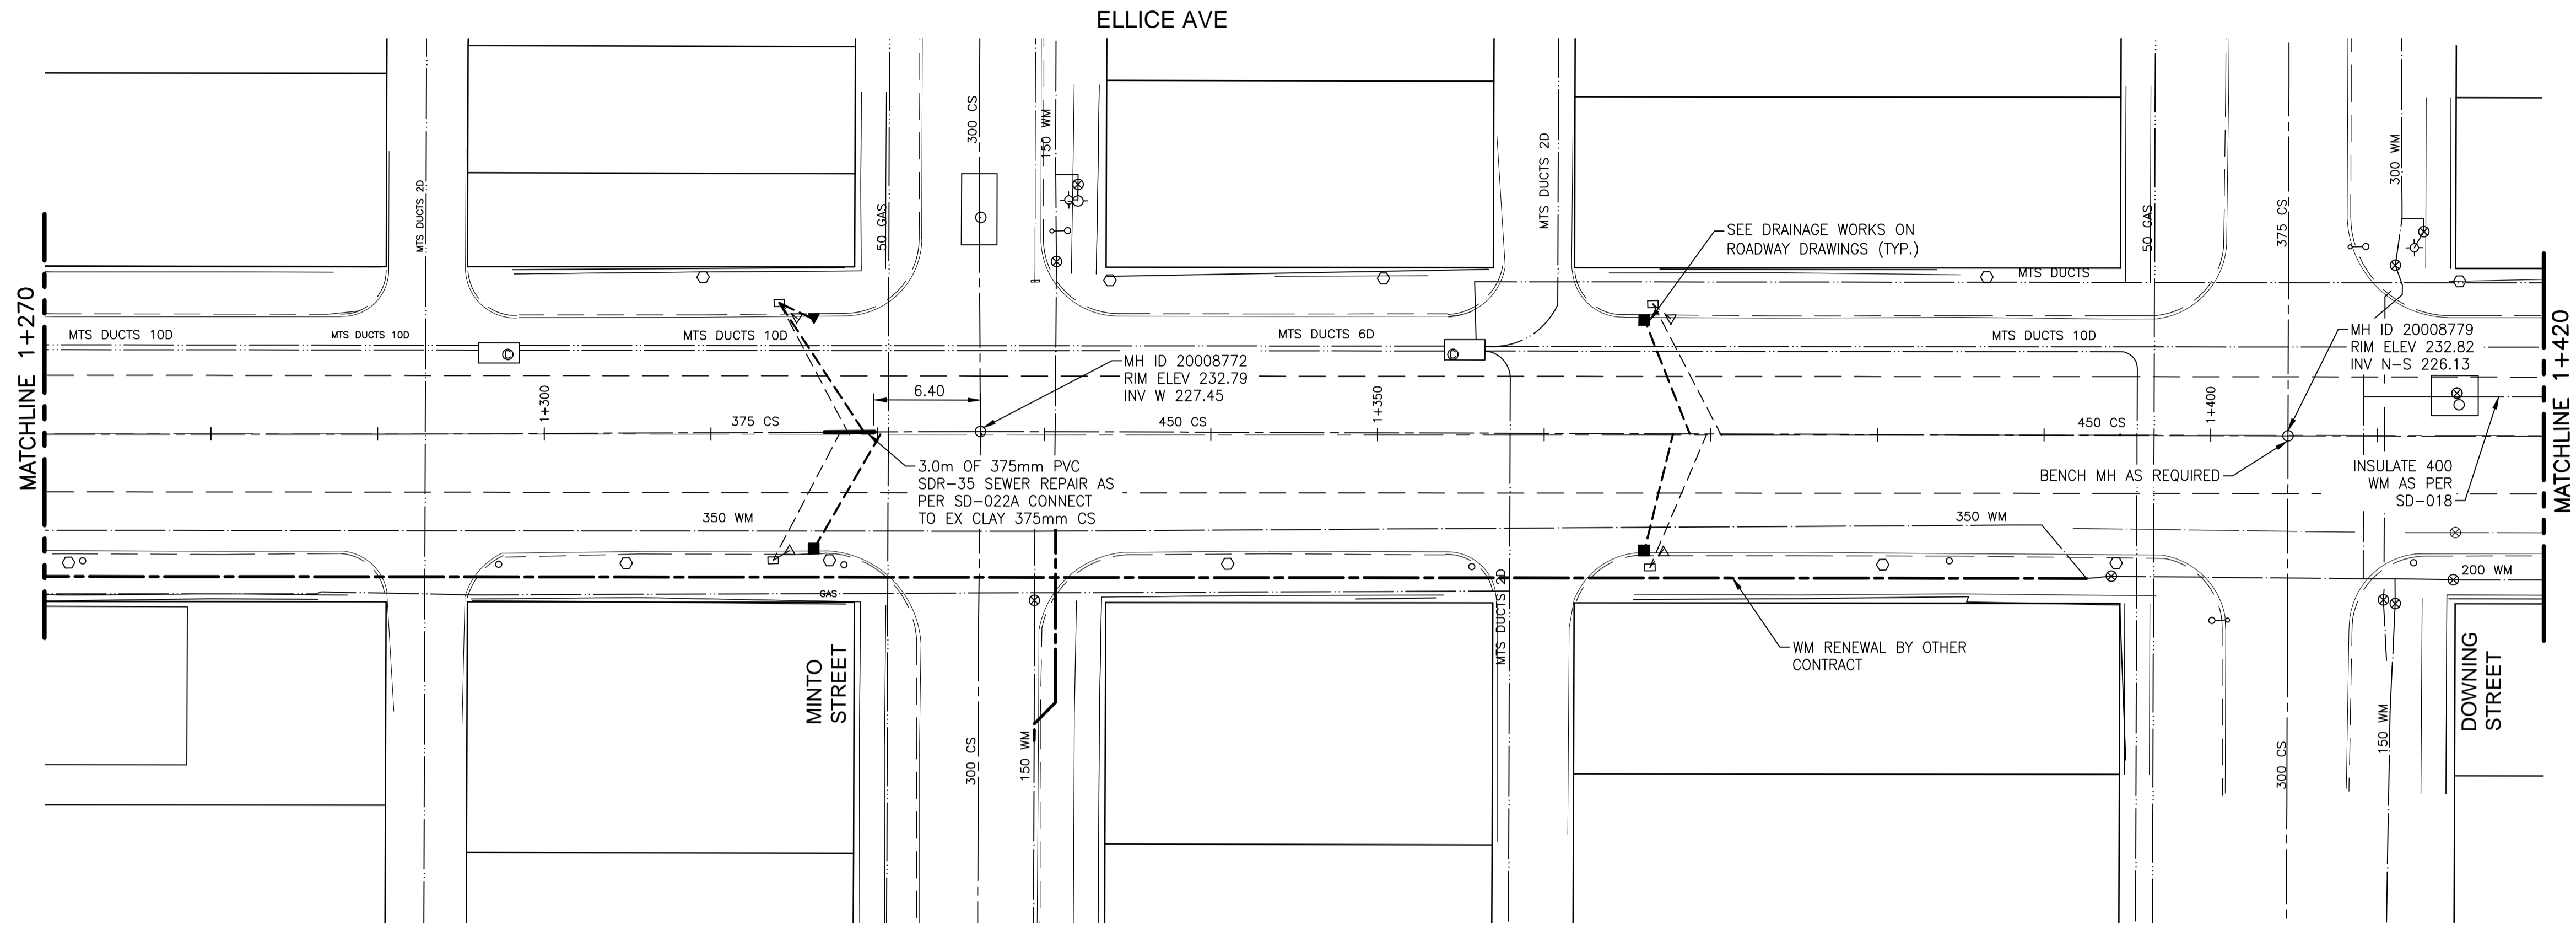 ELLICE AVE
300 CS
150 WM
MTS DUCTS 2D
50 GAS
MTS DUCTS 2D
300 WM
50 GAS
375 CS
SEE DRAINAGE WORKS ON
ROADWAY DRAWINGS (TYP.)
MTS DUCTS
MATCHLINE 1+270
MTS DUCTS 10D
MTS DUCTS 10D
MTS DUCTS 10D
MTS DUCTS 6D
MTS DUCTS 10D
MH ID 20008779
RIM ELEV 232.82
INV N-S 226.13
MATCHLINE 1+420
MH ID 20008772
RIM ELEV 232.79
INV W 227.45
6.40
1+300
1+350
1+400
375 CS
450 CS
450 CS
3.0m OF 375mm PVC
SDR-35 SEWER REPAIR AS
PER SD-022A CONNECT
TO EX CLAY 375mm CS
BENCH MH AS REQUIRED
INSULATE 400
WM AS PER
SD-018
350 WM
350 WM
200 WM
GAS
MTS DUCTS 2D
WM RENEWAL BY OTHER
CONTRACT
MINTO
STREET
DOWNING
STREET
300 CS
150 WM
300 CS
150 WM